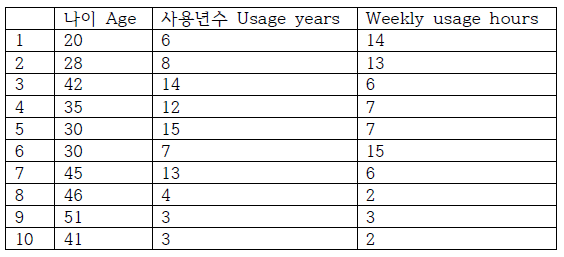 나이 Age 사용년수 Usage years Weekly usage hours
1 20 6 14
2 28 8 13
3 42 14 6
4 35 12 7
5 30 15 7
6 30 7 15
7 45 13 6
8 46 4 2
9 51 3 3
10 41 3 2